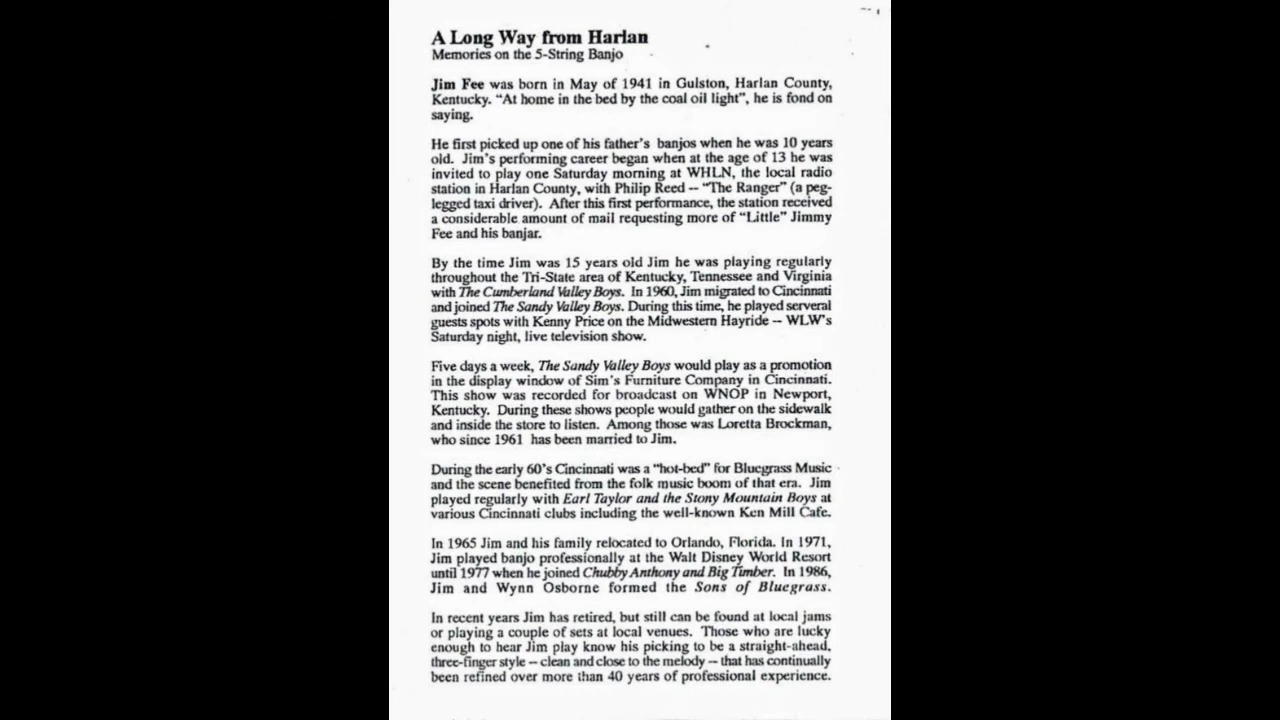 A Long Way from Harlan
Memories on the 5-String Banjo
Jim Fee was born in May of 1941 in Gulston, Harlan County,
Kentucky. “At home in the bed by the coal oil light”, he is fond on
saying.
He first picked up one of his father’s banjos when he was 10 years
old. Jim’s performing career began when at the age of 13 he was
invited to play one Saturday morning at WHLN, the local radio
station in Harlan County, with Philip Reed -- “The Ranger” (a peg-
legged taxi driver). After this first performance, the station received
a considerable amount of mail requesting more of “Little” Jimmy
Fee and his banjar.
By the time Jim was 15 years old Jim he was playing regularly
throughout the Tri-State area of Kentucky, Tennessee and Virginia
with The Cumberland Valley Boys. In 1960, Jim migrated to Cincinnati
and joined The Sandy Valley Boys. During this time, he played serveral
guests spots with Kenny Price on the Midwestern Hayride -- WLW’s
Saturday night, live television show.
Five days a week, The Sandy Valley Boys would play as a promotion
in the display window of Sim’s Furniture Company in Cincinnati.
This show was recorded for broadcast on WNOP in Newport,
Kentucky. During these shows people would gather on the sidewalk
and inside the store to listen. Among those was Loretta Brockman,
who since 1961 has been married to Jim.
During the early 60’s Cincinnati was a “hot-bed” for Bluegrass Music
and the scene benefited from the folk music boom of that era. Jim
played regularly with Earl Taylor and the Stony Mountain Boys at
various Cincinnati clubs including the well-known Ken Mill Cafe.
In 1965 Jim and his family relocated to Orlando, Florida. In 1971,
Jim played banjo professionally at the Walt Disney World Resort
until 1977 when he joined Chubby Anthony and Big Timber. In 1986,
Jim and Wynn Osborne formed the Sons of Bluegrass.
In recent years Jim has retired, but still can be found at local jams
or playing a couple of sets at local venues. Those who are lucky
enough to hear Jim play know his picking to be a straight-ahead,
three-finger style -- clean and close to the melody -- that has continually
been refined over more than 40 years of professional experience.